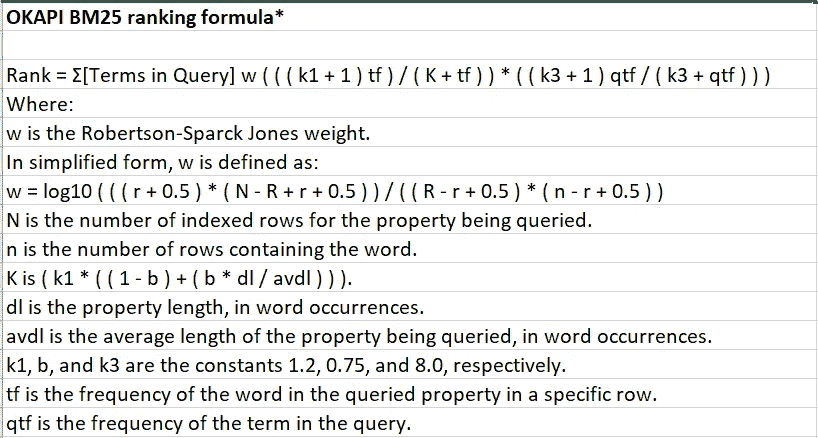 OKAPI BM25 ranking formula*
Rank = Σ[Terms in Query] w ( ( ( k1 + 1 ) tf ) / ( K + tf ) ) * ( ( k3 + 1 ) qtf / ( k3 + qtf ) ) )
Where:
w is the Robertson-Sparck Jones weight.
In simplified form, w is defined as:
w = log10 ( ( ( r + 0.5 ) * ( N - R + r + 0.5 ) ) / ( ( R - r + 0.5 ) * ( n - r + 0.5 ) )
N is the number of indexed rows for the property being queried.
n is the number of rows containing the word.
K is ( k1 * ( ( 1 - b ) + ( b * dl / avdl ) ) ).
dl is the property length, in word occurrences.
avdl is the average length of the property being queried, in word occurrences.
k1, b, and k3 are the constants 1.2, 0.75, and 8.0, respectively.
tf is the frequency of the word in the queried property in a specific row.
qtf is the frequency of the term in the query.